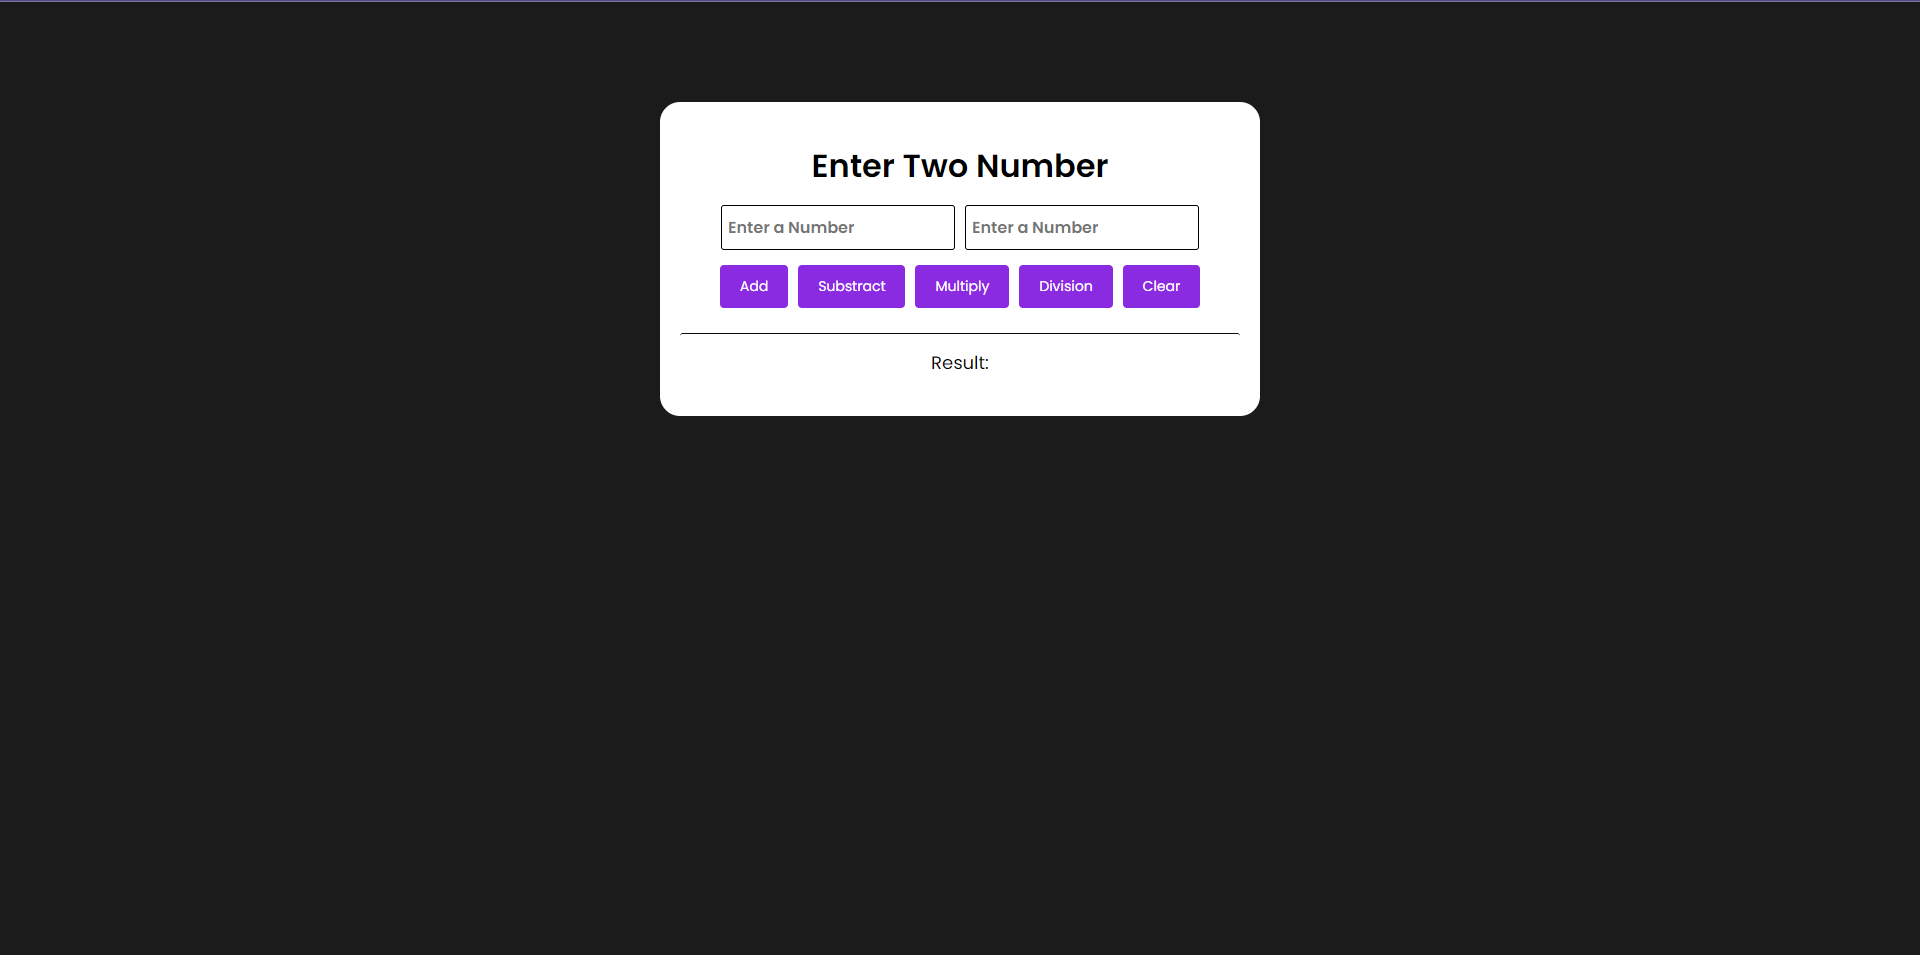 Enter Two Number
Enter a Number Enter a Number
Add Substract Multiply Division Clear
Result: